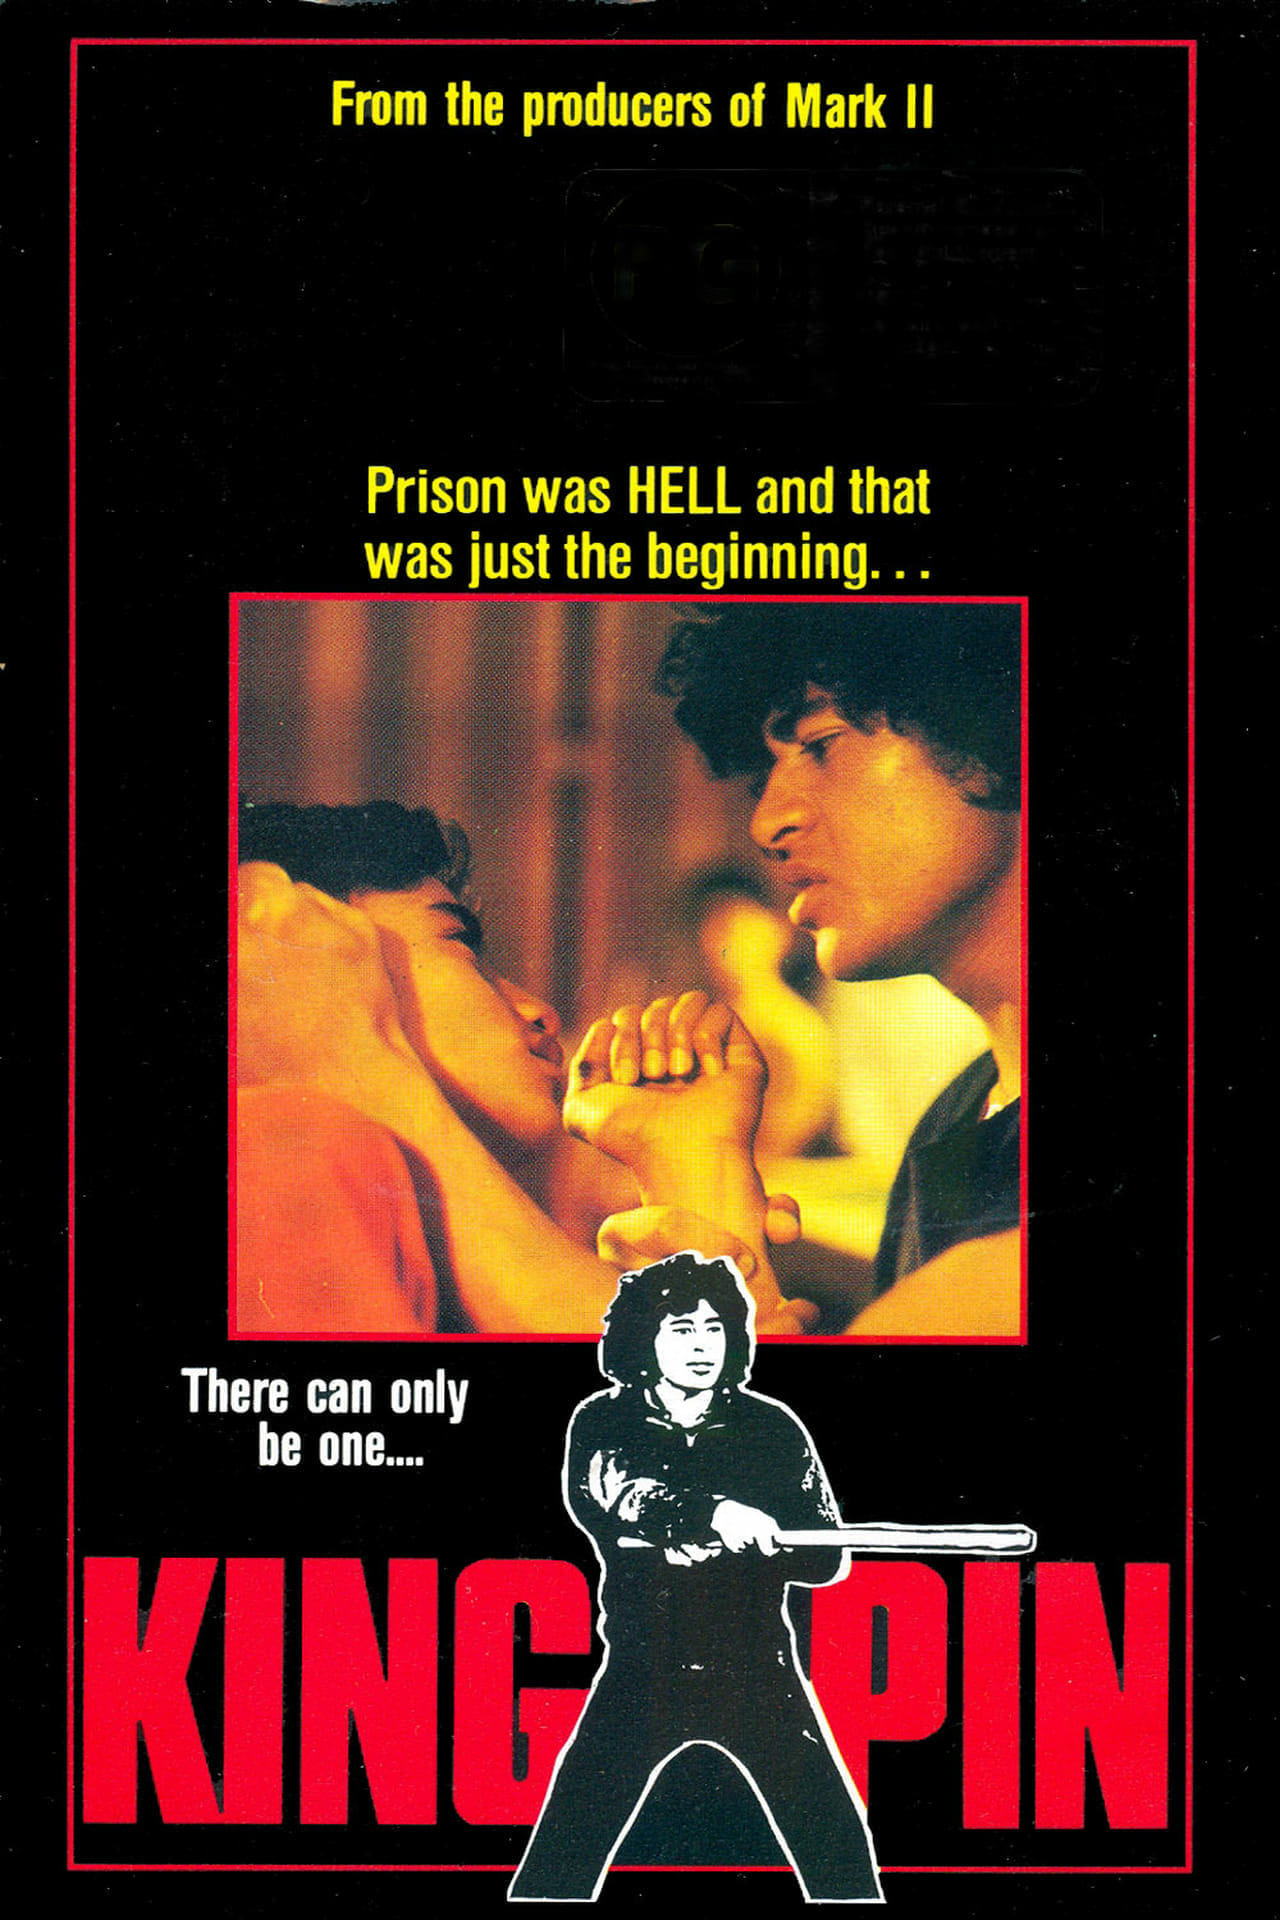 From the producers of Mark II
Prison was HELL and that
was just the beginning...
There can only
be one....
KING PIN